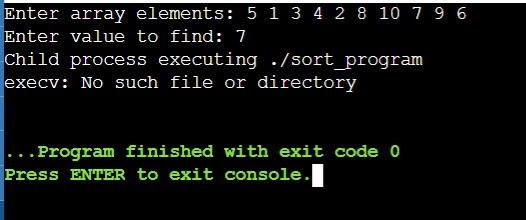 Enter array elements: 5 1 3 4 2 8 10 7 9 6
Enter value to find: 7
Child process executing ./sort_program
execv: No such file or directory
...Program finished with exit code 0
Press ENTER to exit console.